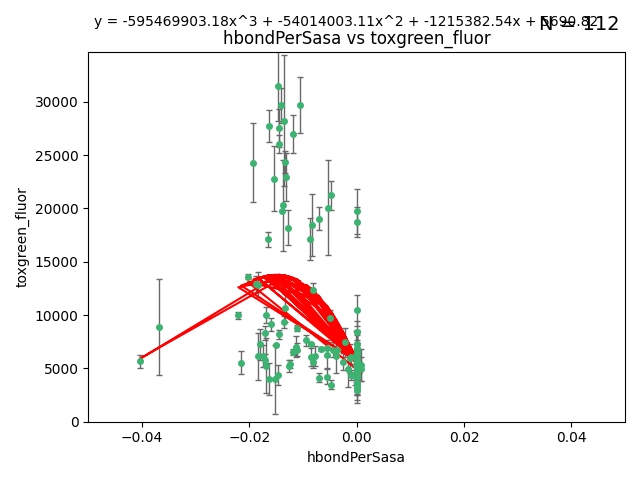 y = -595469903.18x^3 + -54014003.11x^2 + -1215382.54x + 5690.82
N = 112
hbondPerSasa vs toxgreen_fluor
toxgreen_fluor
30000
25000
20000
15000
10000
5000
0
−0.04 −0.02 0.00 0.02 0.04
hbondPerSasa